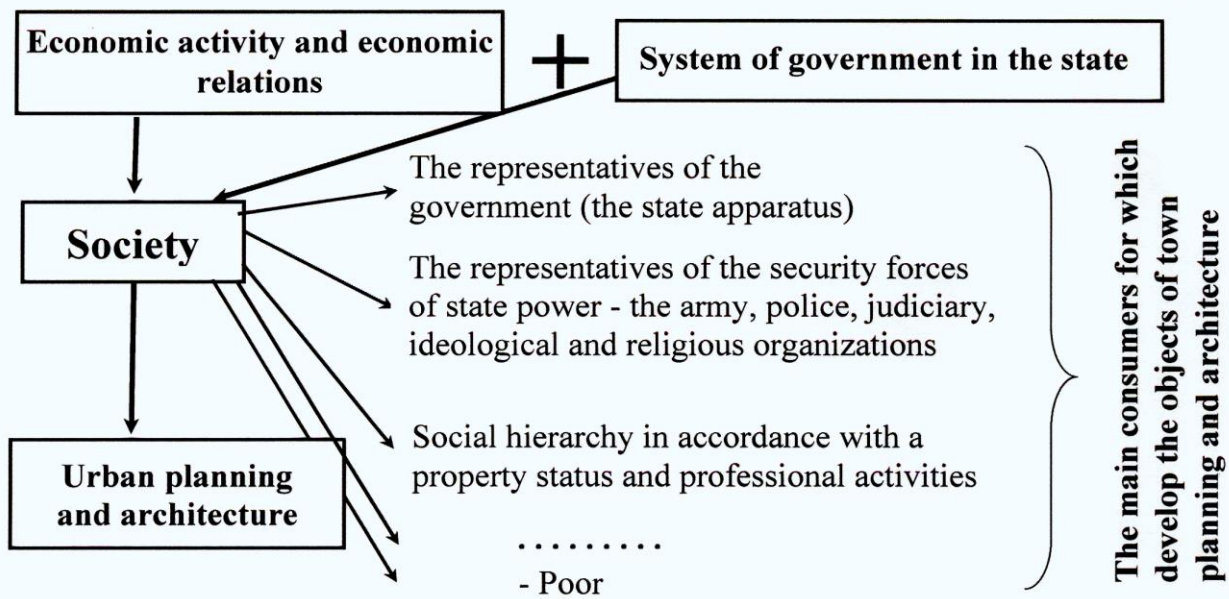 Economic activity and economic
relations
+
System of government in the state
Society
The representatives of the
government (the state apparatus)
The representatives of the security forces
of state power - the army, police, judiciary,
ideological and religious organizations
Social hierarchy in accordance with a
property status and professional activities
. . . . . . . . .
- Poor
Urban planning
and architecture
The main consumers for which
develop the objects of town
planning and architecture